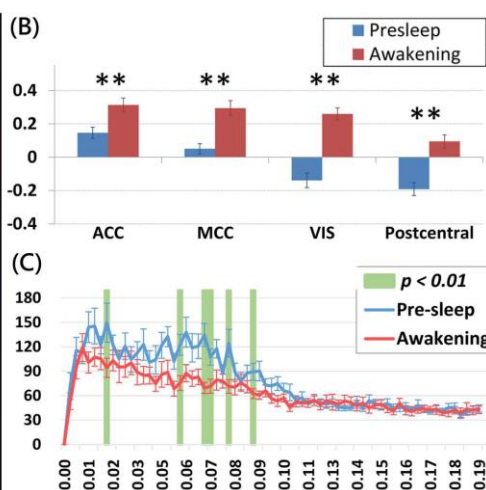 (B)
Presleep
Awakening
0.4
0.2
0
-0.2
-0.4
** ** ** **
ACC MCC VIS Postcentral
(C)
p < 0.01
Pre-sleep
Awakening
180
150
120
90
60
30
0
0.00 0.01 0.02 0.03 0.04 0.05 0.06 0.07 0.08 0.09 0.10 0.11 0.13 0.14 0.15 0.16 0.17 0.18 0.19